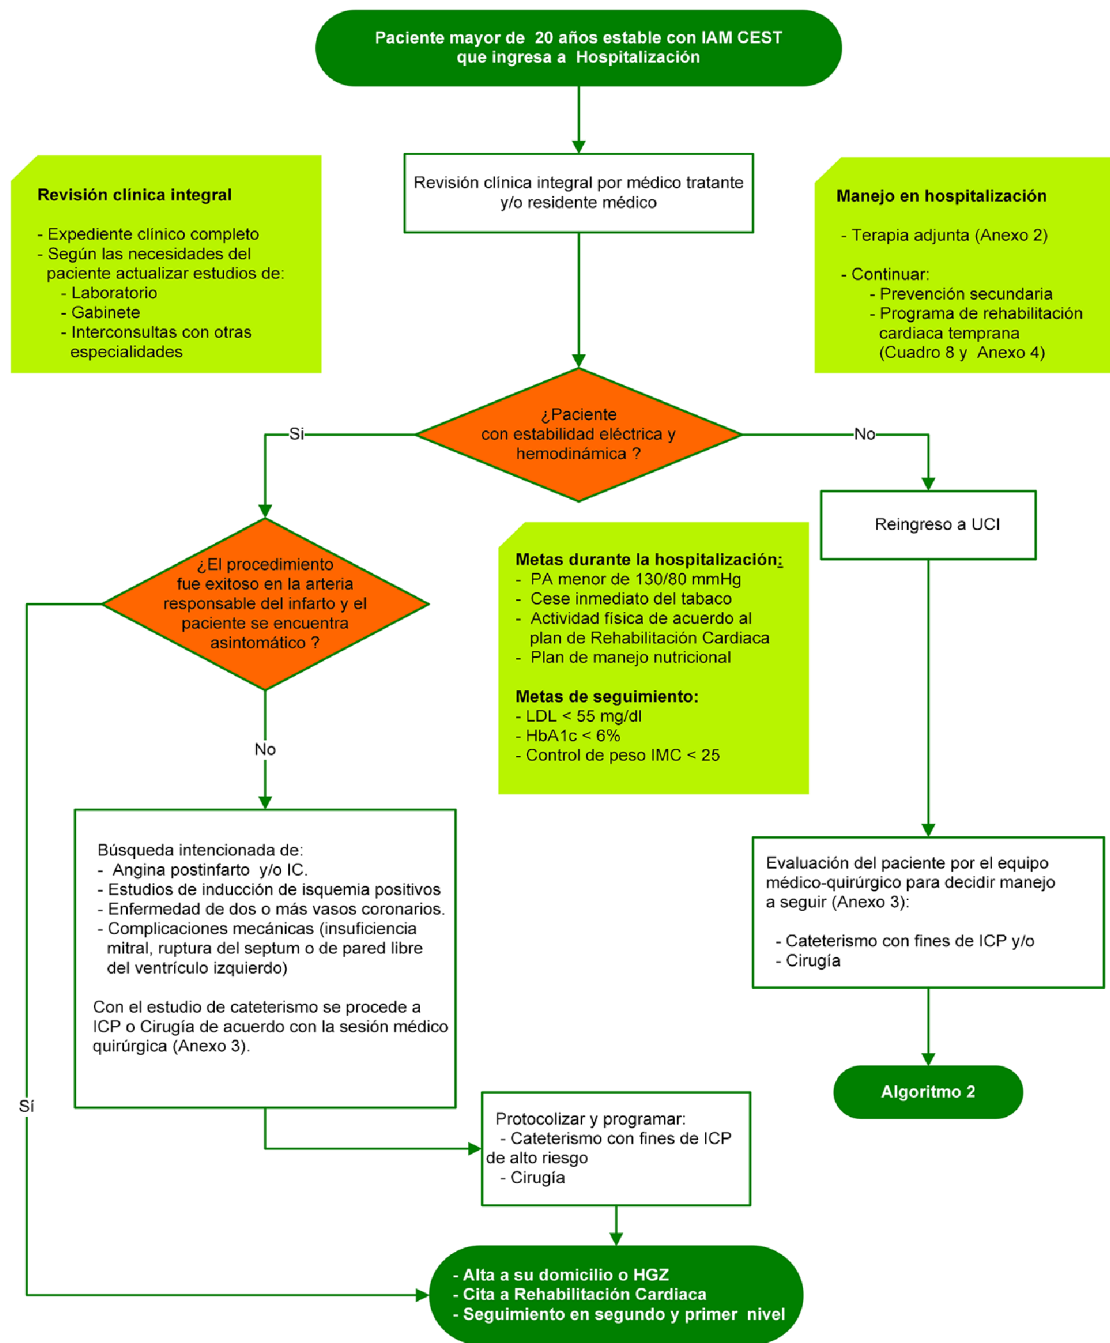 Paciente mayor de 20 años estable con IAM CEST
que ingresa a Hospitalización
Revisión clínica integral
- Expediente clínico completo
- Según las necesidades del
paciente actualizar estudios de:
- Laboratorio
- Gabinete
- Interconsultas con otras
especialidades
Revisión clínica integral por médico tratante
y/o residente médico
Manejo en hospitalización
- Terapia adjunta (Anexo 2)
- Continuar:
- Prevención secundaria
- Programa de rehabilitación
cardiaca temprana
(Cuadro 8 y Anexo 4)
¿Paciente
con estabilidad eléctrica y
hemodinámica ?
Si
No
¿El procedimiento
fue exitoso en la arteria
responsable del infarto y el
paciente se encuentra
asintomático ?
Metas durante la hospitalización:
- PA menor de 130/80 mmHg
- Cese inmediato del tabaco
- Actividad física de acuerdo al
plan de Rehabilitación Cardiaca
- Plan de manejo nutricional
Metas de seguimiento:
- LDL < 55 mg/dl
- HbA1c < 6%
- Control de peso IMC < 25
Reingreso a UCI
No
Búsqueda intencionada de:
- Angina postinfarto y/o IC.
- Estudios de inducción de isquemia positivos
- Enfermedad de dos o más vasos coronarios.
- Complicaciones mecánicas (insuficiencia
mitral, ruptura del septum o de pared libre
del ventrículo izquierdo)
Con el estudio de cateterismo se procede a
ICP o Cirugía de acuerdo con la sesión médico
quirúrgica (Anexo 3).
Evaluación del paciente por el equipo
médico-quirúrgico para decidir manejo
a seguir (Anexo 3):
- Cateterismo con fines de ICP y/o
- Cirugía
Algoritmo 2
Sí
Protocolizar y programar:
- Cateterismo con fines de ICP
de alto riesgo
- Cirugía
- Alta a su domicilio o HGZ
- Cita a Rehabilitación Cardiaca
- Seguimiento en segundo y primer nivel